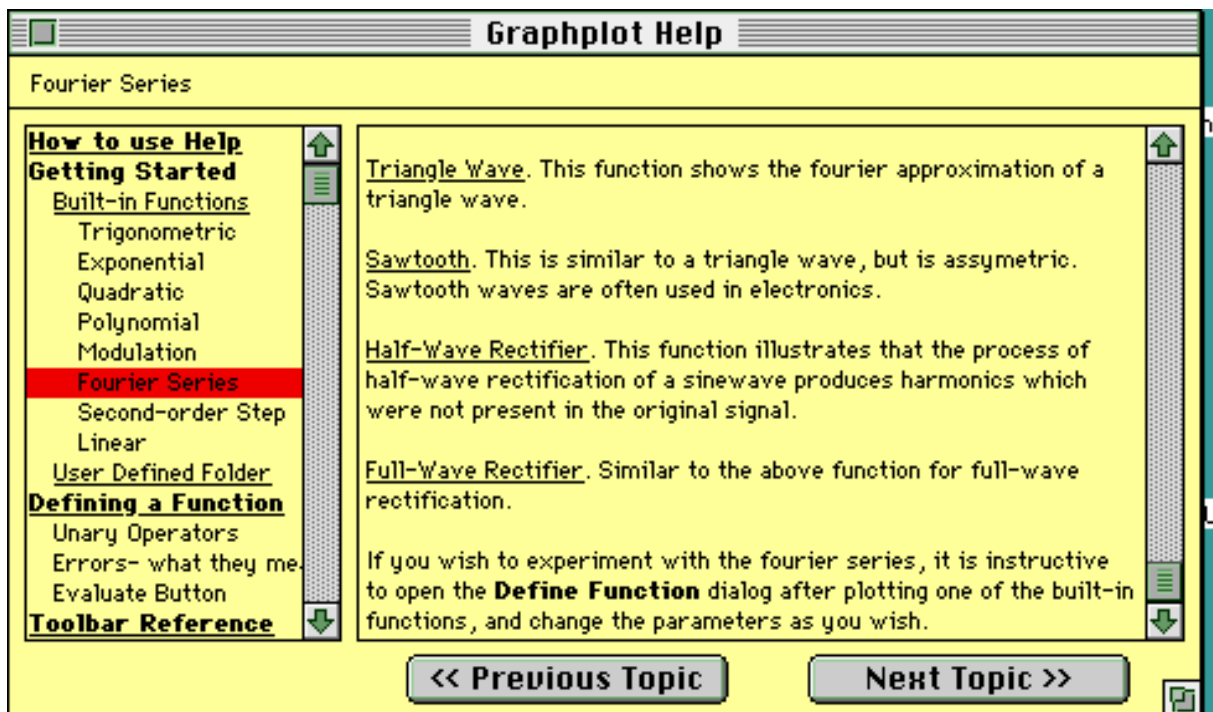 Graphplot Help
Fourier Series
How to use Help
Getting Started
Built-in Functions
Trigonometric
Exponential
Quadratic
Polynomial
Modulation
Fourier Series
Second-order Step
Linear
User Defined Folder
Defining a Function
Unary Operators
Errors- what they me
Evaluate Button
Toolbar Reference
Triangle Wave. This function shows the fourier approximation of a
triangle wave.
Sawtooth. This is similar to a triangle wave, but is assymetric.
Sawtooth waves are often used in electronics.
Half-Wave Rectifier. This function illustrates that the process of
half-wave rectification of a sinewave produces harmonics which
were not present in the original signal.
Full-Wave Rectifier. Similar to the above function for full-wave
rectification.
If you wish to experiment with the fourier series, it is instructive
to open the Define Function dialog after plotting one of the built-in
functions, and change the parameters as you wish.
<< Previous Topic
Next Topic >>